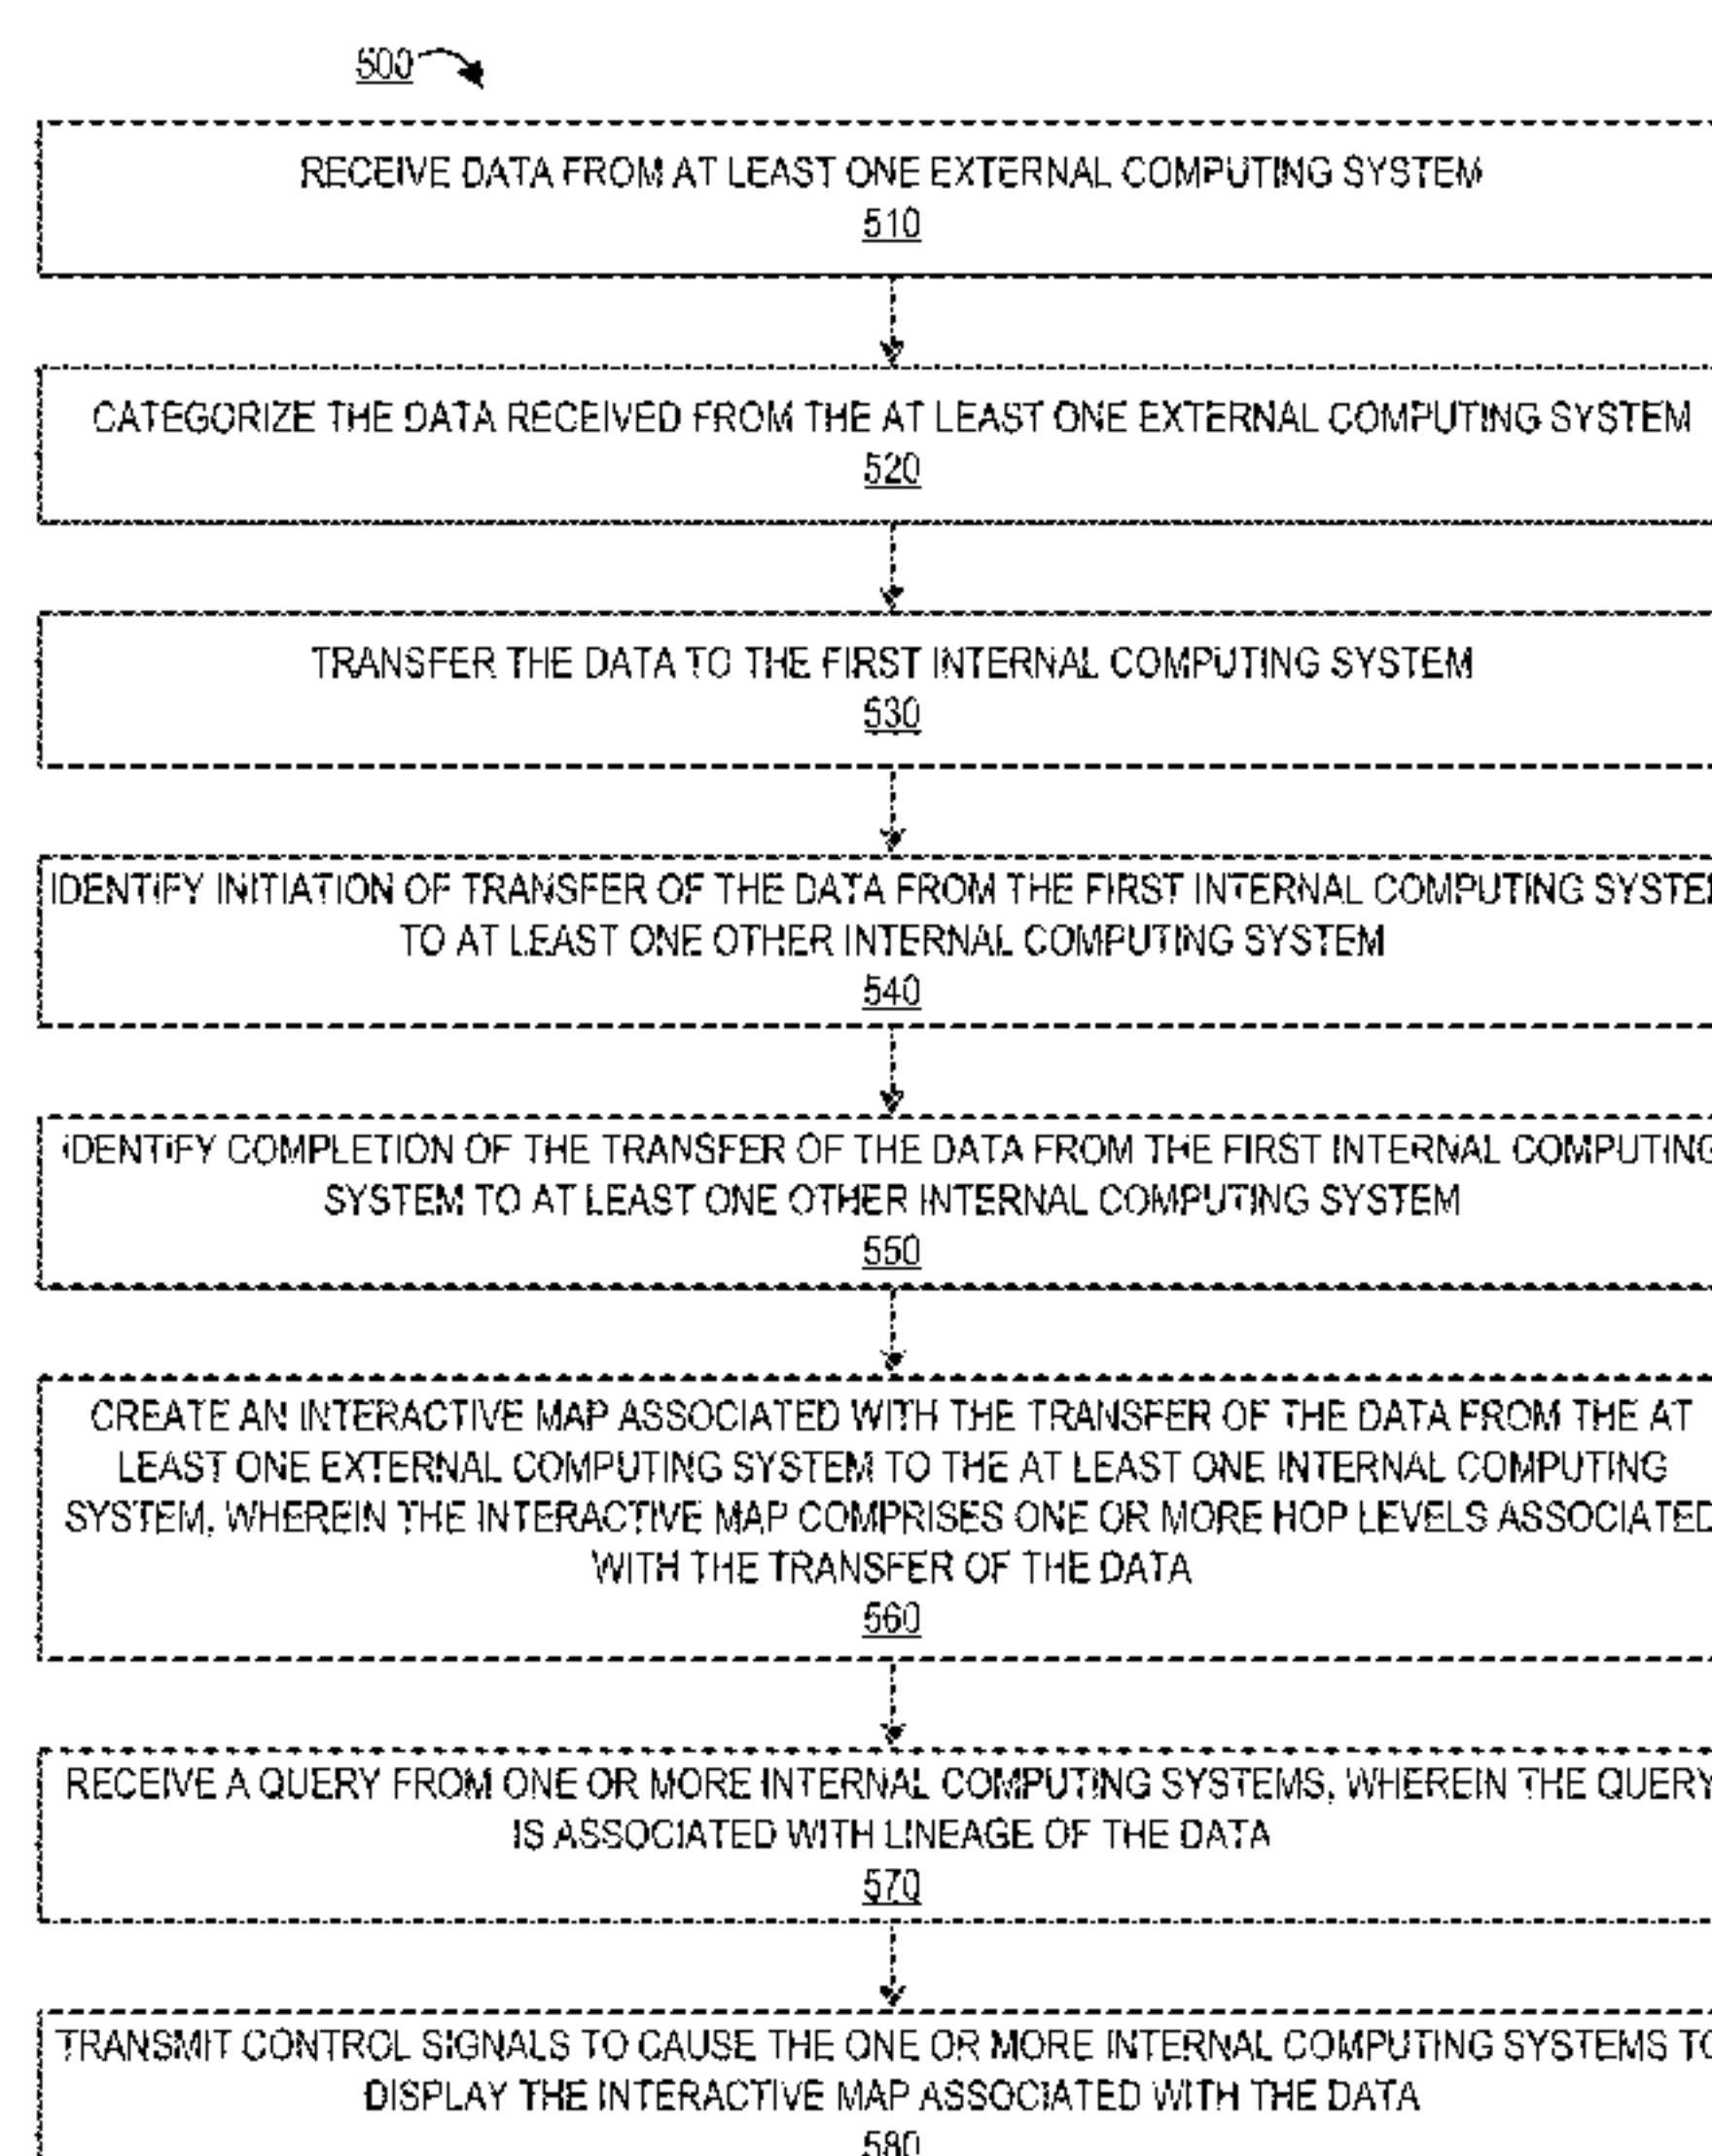 500
RECEIVE DATA FROM AT LEAST ONE EXTERNAL COMPUTING SYSTEM
510
CATEGORIZE THE DATA RECEIVED FROM THE AT LEAST ONE EXTERNAL COMPUTING SYSTEM
520
TRANSFER THE DATA TO THE FIRST INTERNAL COMPUTING SYSTEM
530
IDENTIFY INITIATION OF TRANSFER OF THE DATA FROM THE FIRST INTERNAL COMPUTING SYSTEM
TO AT LEAST ONE OTHER INTERNAL COMPUTING SYSTEM
540
IDENTIFY COMPLETION OF THE TRANSFER OF THE DATA FROM THE FIRST INTERNAL COMPUTING
SYSTEM TO AT LEAST ONE OTHER INTERNAL COMPUTING SYSTEM
550
CREATE AN INTERACTIVE MAP ASSOCIATED WITH THE TRANSFER OF THE DATA FROM THE AT
LEAST ONE EXTERNAL COMPUTING SYSTEM TO THE AT LEAST ONE INTERNAL COMPUTING
SYSTEM, WHEREIN THE INTERACTIVE MAP COMPRISES ONE OR MORE HOP LEVELS ASSOCIATED
WITH THE TRANSFER OF THE DATA
560
RECEIVE A QUERY FROM ONE OR MORE INTERNAL COMPUTING SYSTEMS, WHEREIN THE QUERY
IS ASSOCIATED WITH LINEAGE OF THE DATA
570
TRANSMIT CONTROL SIGNALS TO CAUSE THE ONE OR MORE INTERNAL COMPUTING SYSTEMS TO
DISPLAY THE INTERACTIVE MAP ASSOCIATED WITH THE DATA
580